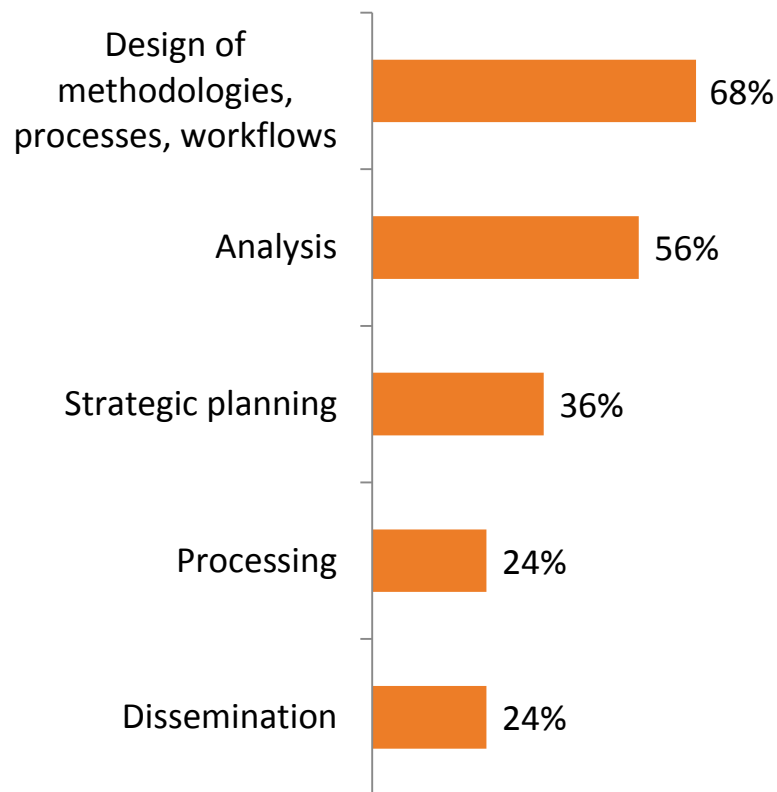 Design of
methodologies,
processes, workflows
68%
Analysis
56%
Strategic planning
36%
Processing
24%
Dissemination
24%